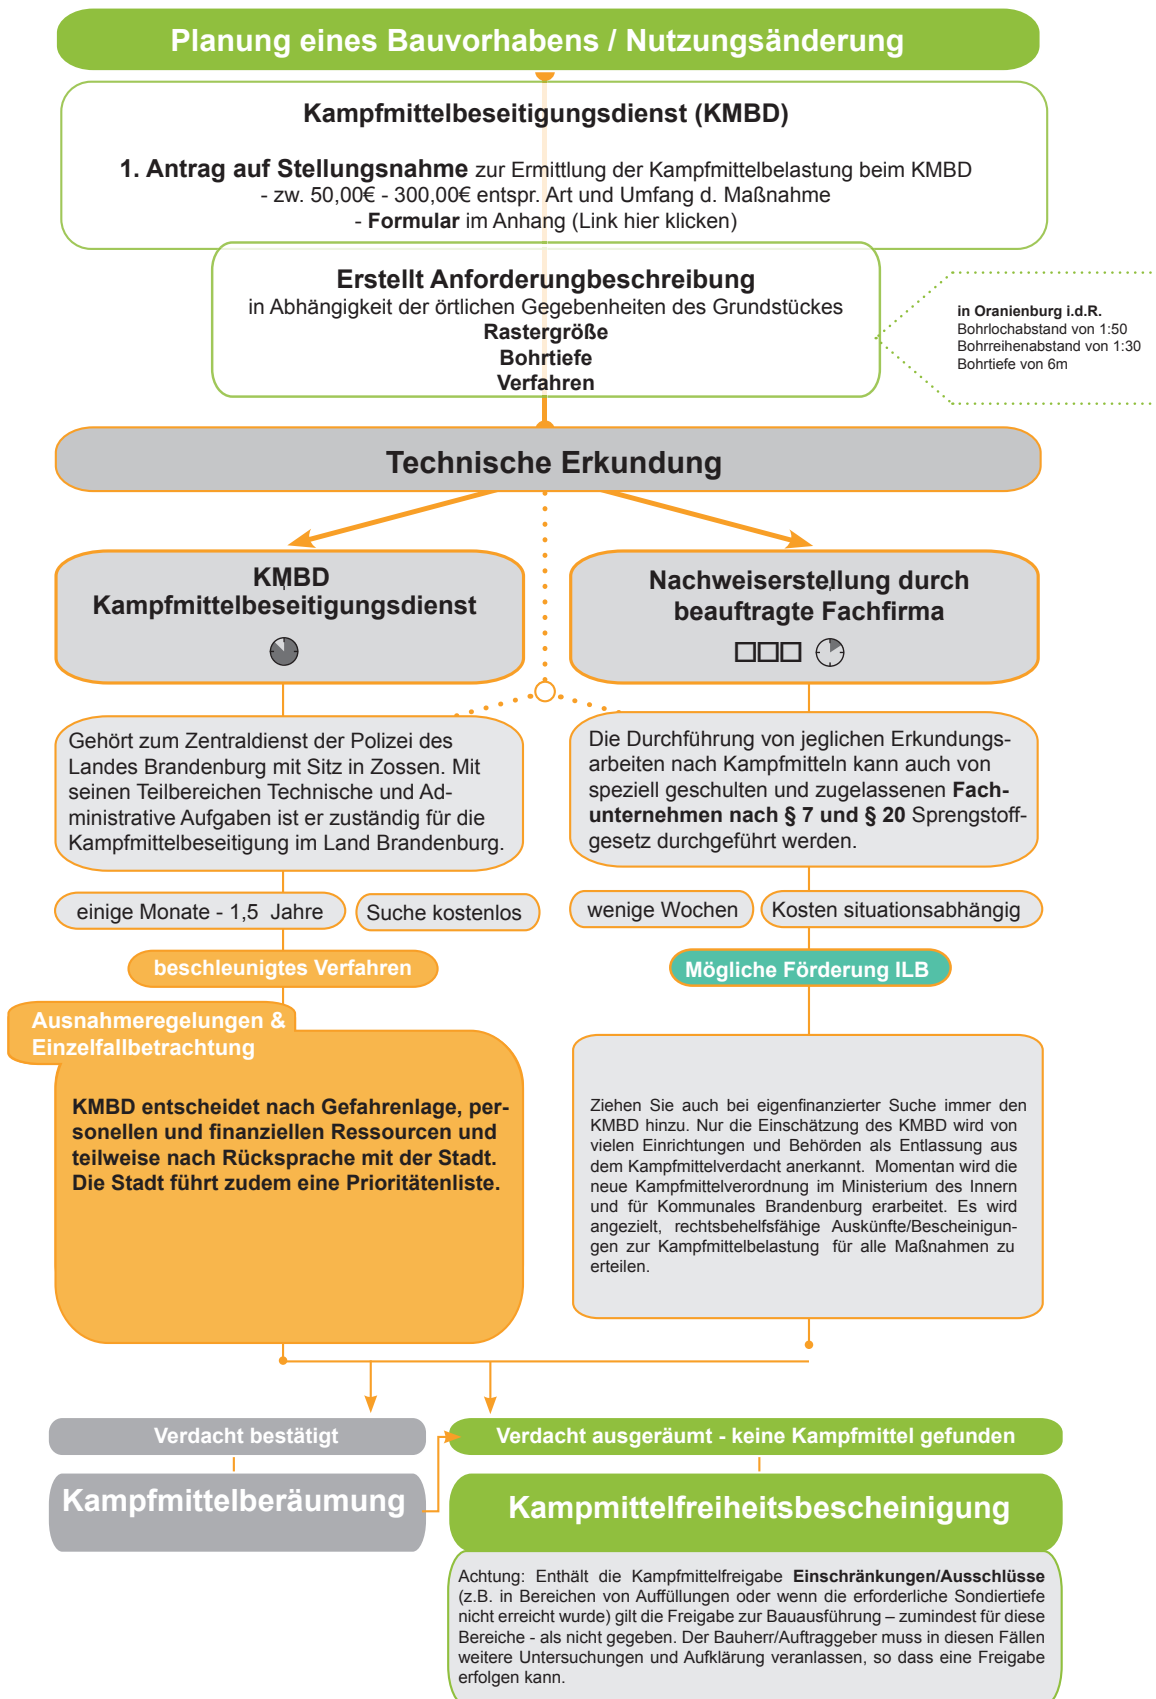 Planung eines Bauvorhabens / Nutzungsänderung
Kampfmittelbeseitigungsdienst (KMBD)
1. Antrag auf Stellungsnahme zur Ermittlung der Kampfmittelbelastung beim KMBD
- zw. 50,00€ - 300,00€ entspr. Art und Umfang d. Maßnahme
- Formular im Anhang (Link hier klicken)
Erstellt Anforderungbeschreibung
in Abhängigkeit der örtlichen Gegebenheiten des Grundstückes
Rastergröße
Bohrtiefe
Verfahren
in Oranienburg i.d.R.
Bohrlochabstand von 1:50
Bohrreihenabstand von 1:30
Bohrtiefe von 6m
Technische Erkundung
KMBD
Kampfmittelbeseitigungsdienst
Nachweiserstellung durch
beauftragte Fachfirma
Gehört zum Zentraldienst der Polizei des
Landes Brandenburg mit Sitz in Zossen. Mit
seinen Teilbereichen Technische und Ad-
ministrative Aufgaben ist er zuständig für die
Kampfmittelbeseitigung im Land Brandenburg.
Die Durchführung von jeglichen Erkundungs-
arbeiten nach Kampfmitteln kann auch von
speziell geschulten und zugelassenen Fach-
unternehmen nach § 7 und § 20 Sprengstoff-
gesetz durchgeführt werden.
einige Monate - 1,5 Jahre
Suche kostenlos
wenige Wochen
Kosten situationsabhängig
beschleunigtes Verfahren
Mögliche Förderung ILB
Ausnahmeregelungen &
Einzelfallbetrachtung
KMBD entscheidet nach Gefahrenlage, per-
sonellen und finanziellen Ressourcen und
teilweise nach Rücksprache mit der Stadt.
Die Stadt führt zudem eine Prioritätenliste.
Ziehen Sie auch bei eigenfinanzierter Suche immer den
KMBD hinzu. Nur die Einschätzung des KMBD wird von
vielen Einrichtungen und Behörden als Entlassung aus
dem Kampfmittelverdacht anerkannt. Momentan wird die
neue Kampfmittelverordnung im Ministerium des Innern
und für Kommunales Brandenburg erarbeitet. Es wird
angezielt, rechtsbehelfsfähige Auskünfte/Bescheinigun-
gen zur Kampfmittelbelastung für alle Maßnahmen zu
erteilen.
Verdacht bestätigt
Verdacht ausgeräumt - keine Kampfmittel gefunden
Kampfmittelberäumung
Kampmittelfreiheitsbescheinigung
Achtung: Enthält die Kampfmittelfreigabe Einschränkungen/Ausschlüsse
(z.B. in Bereichen von Auffüllungen oder wenn die erforderliche Sondiertiefe
nicht erreicht wurde) gilt die Freigabe zur Bauausführung – zumindest für diese
Bereiche - als nicht gegeben. Der Bauherr/Auftraggeber muss in diesen Fällen
weitere Untersuchungen und Aufklärung veranlassen, so dass eine Freigabe
erfolgen kann.